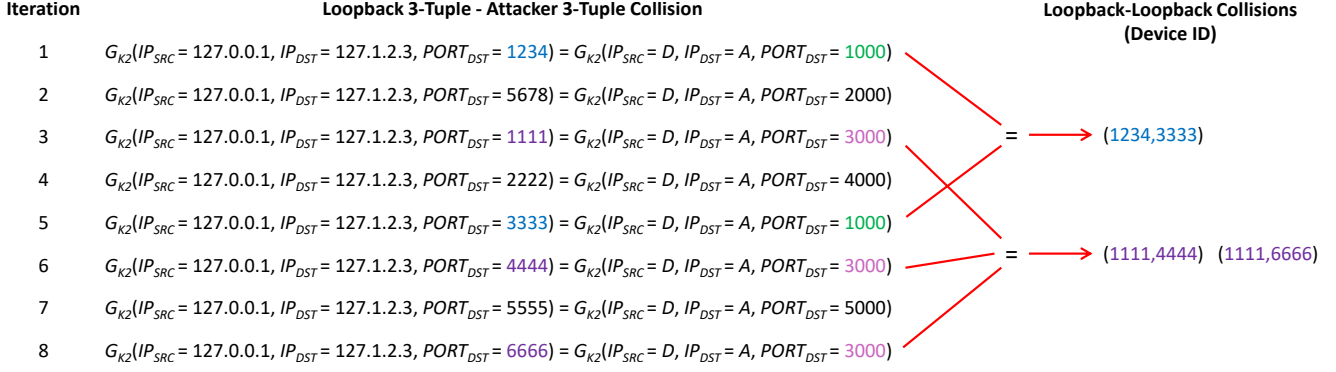 Iteration Loopback 3-Tuple - Attacker 3-Tuple Collision Loopback-Loopback Collisions
(Device ID)
1 G_K2(IP_SRC = 127.0.0.1, IP_DST = 127.1.2.3, PORT_DST = 1234) = G_K2(IP_SRC = D, IP_DST = A, PORT_DST = 1000)
2 G_K2(IP_SRC = 127.0.0.1, IP_DST = 127.1.2.3, PORT_DST = 5678) = G_K2(IP_SRC = D, IP_DST = A, PORT_DST = 2000)
3 G_K2(IP_SRC = 127.0.0.1, IP_DST = 127.1.2.3, PORT_DST = 1111) = G_K2(IP_SRC = D, IP_DST = A, PORT_DST = 3000) = (1234,3333)
4 G_K2(IP_SRC = 127.0.0.1, IP_DST = 127.1.2.3, PORT_DST = 2222) = G_K2(IP_SRC = D, IP_DST = A, PORT_DST = 4000)
5 G_K2(IP_SRC = 127.0.0.1, IP_DST = 127.1.2.3, PORT_DST = 3333) = G_K2(IP_SRC = D, IP_DST = A, PORT_DST = 1000)
6 G_K2(IP_SRC = 127.0.0.1, IP_DST = 127.1.2.3, PORT_DST = 4444) = G_K2(IP_SRC = D, IP_DST = A, PORT_DST = 3000) = (1111,4444) (1111,6666)
7 G_K2(IP_SRC = 127.0.0.1, IP_DST = 127.1.2.3, PORT_DST = 5555) = G_K2(IP_SRC = D, IP_DST = A, PORT_DST = 5000)
8 G_K2(IP_SRC = 127.0.0.1, IP_DST = 127.1.2.3, PORT_DST = 6666) = G_K2(IP_SRC = D, IP_DST = A, PORT_DST = 3000)